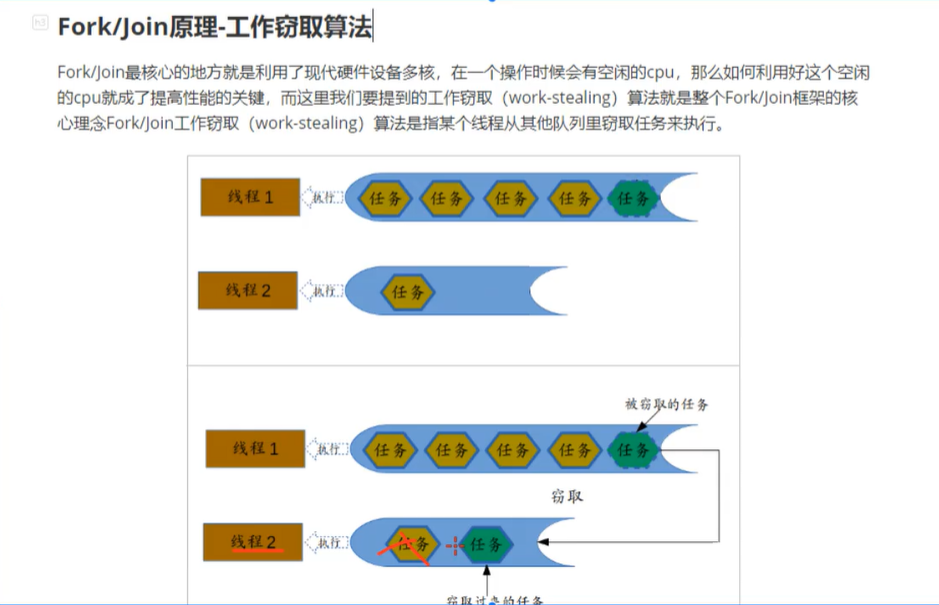 h3
Fork/Join原理-工作窃取算法
Fork/Join最核心的地方就是利用了现代硬件设备多核，在一个操作时候会有空闲的cpu，那么如何利用好这个空闲
的cpu就成了提高性能的关键，而这里我们要提到的工作窃取（work-stealing）算法就是整个Fork/Join框架的核
心理念Fork/Join工作窃取（work-stealing）算法是指某个线程从其他队列里窃取任务来执行。
线程1 执行 任务 任务 任务 任务 任务
线程2 执行 任务
被窃取的任务
线程1 执行 任务 任务 任务 任务 任务
窃取
线程2 执行 任务 任务
窃取过来的任务